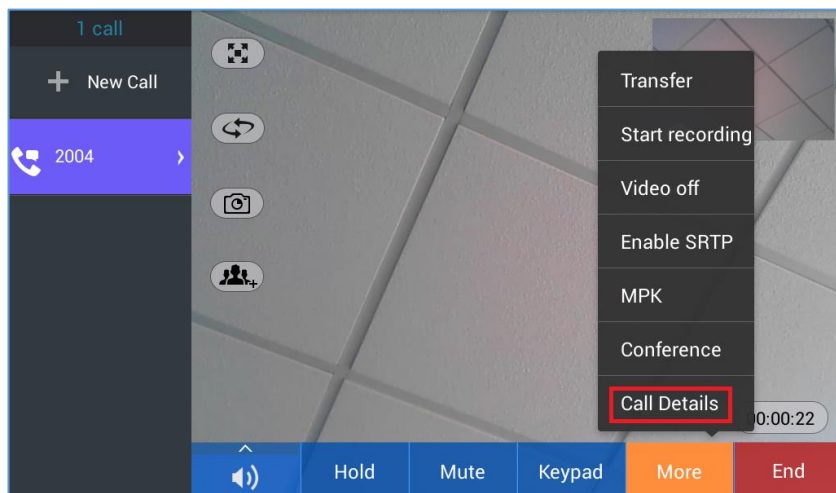 1 call
New Call
2004
Transfer
Start recording
Video off
Enable SRTP
MPK
Conference
Call Details
00:00:22
Hold
Mute
Keypad
More
End